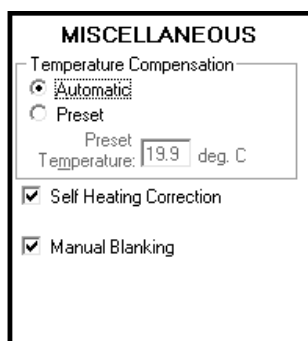 MISCELLANEOUS
Temperature Compensation
Automatic
Preset
Preset
Temperature: 19.9 deg. C
Self Heating Correction
Manual Blanking